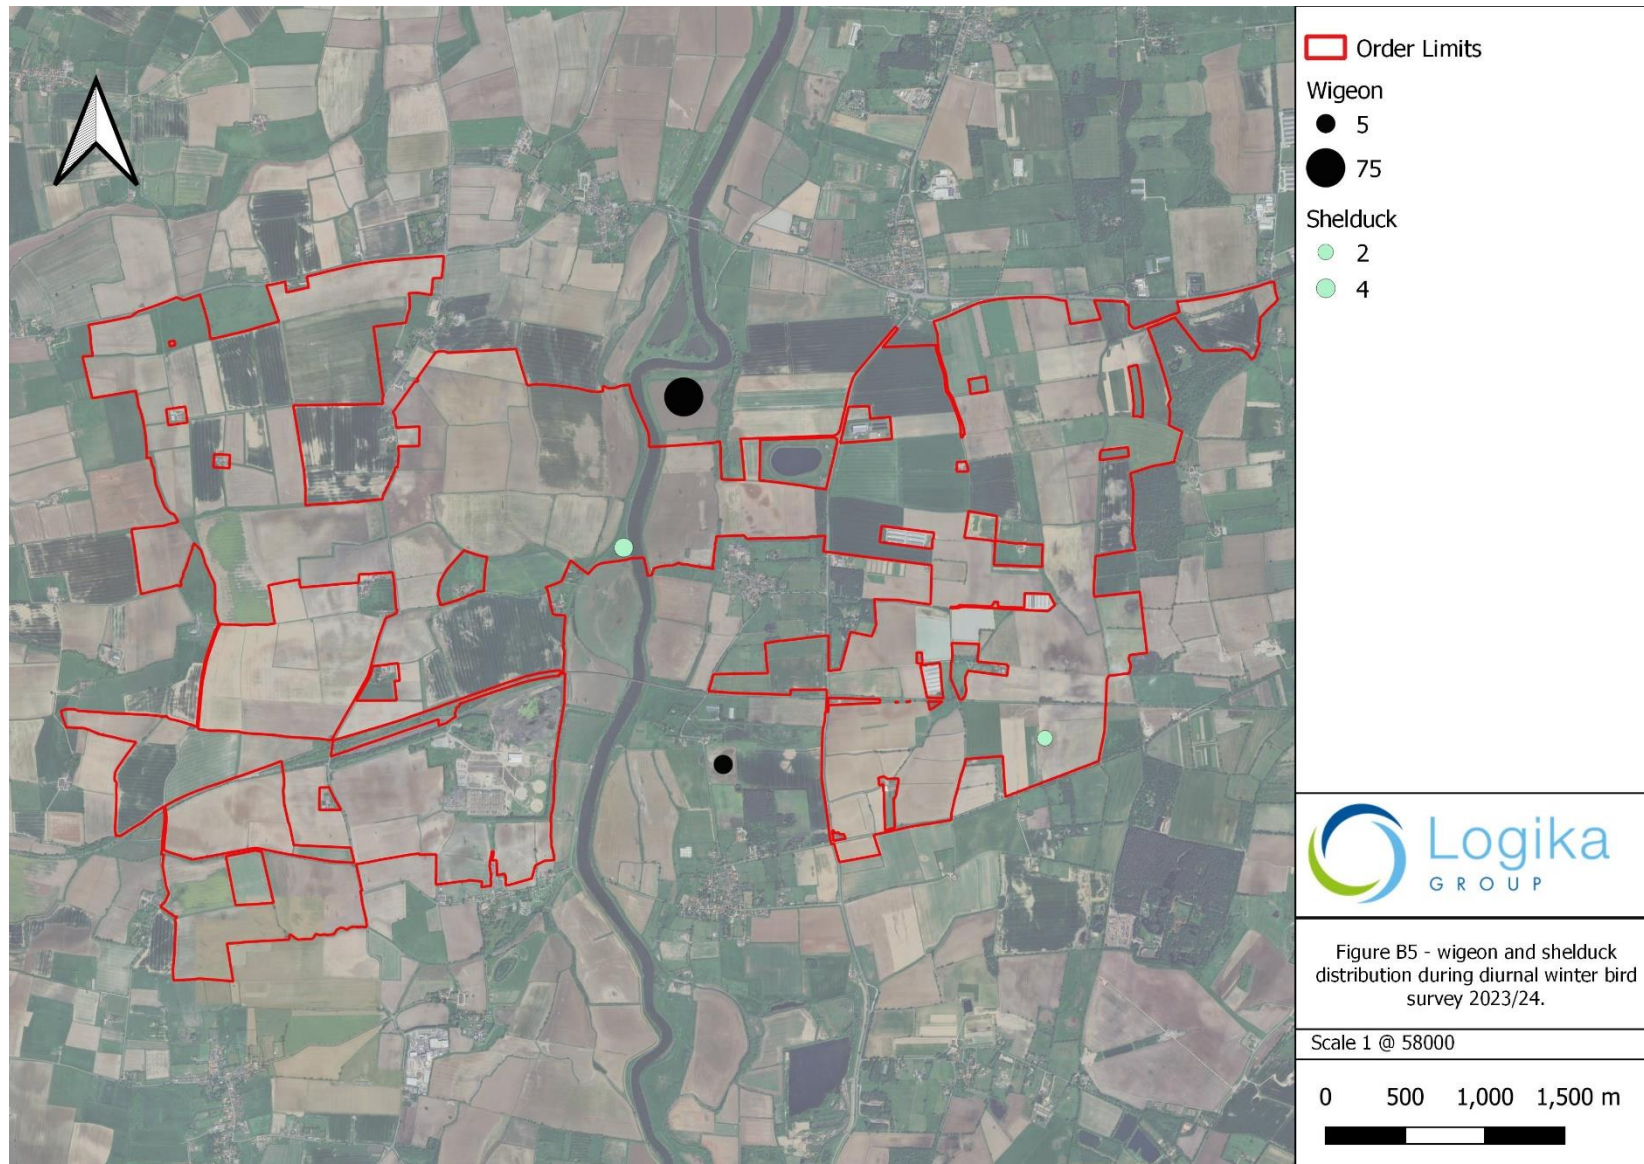 Order Limits
Wigeon
5
75
Shelduck
2
4
Logika
GROUP
Figure B5 - wigeon and shelduck
distribution during diurnal winter bird
survey 2023/24.
Scale 1 @ 58000
0 500 1,000 1,500 m